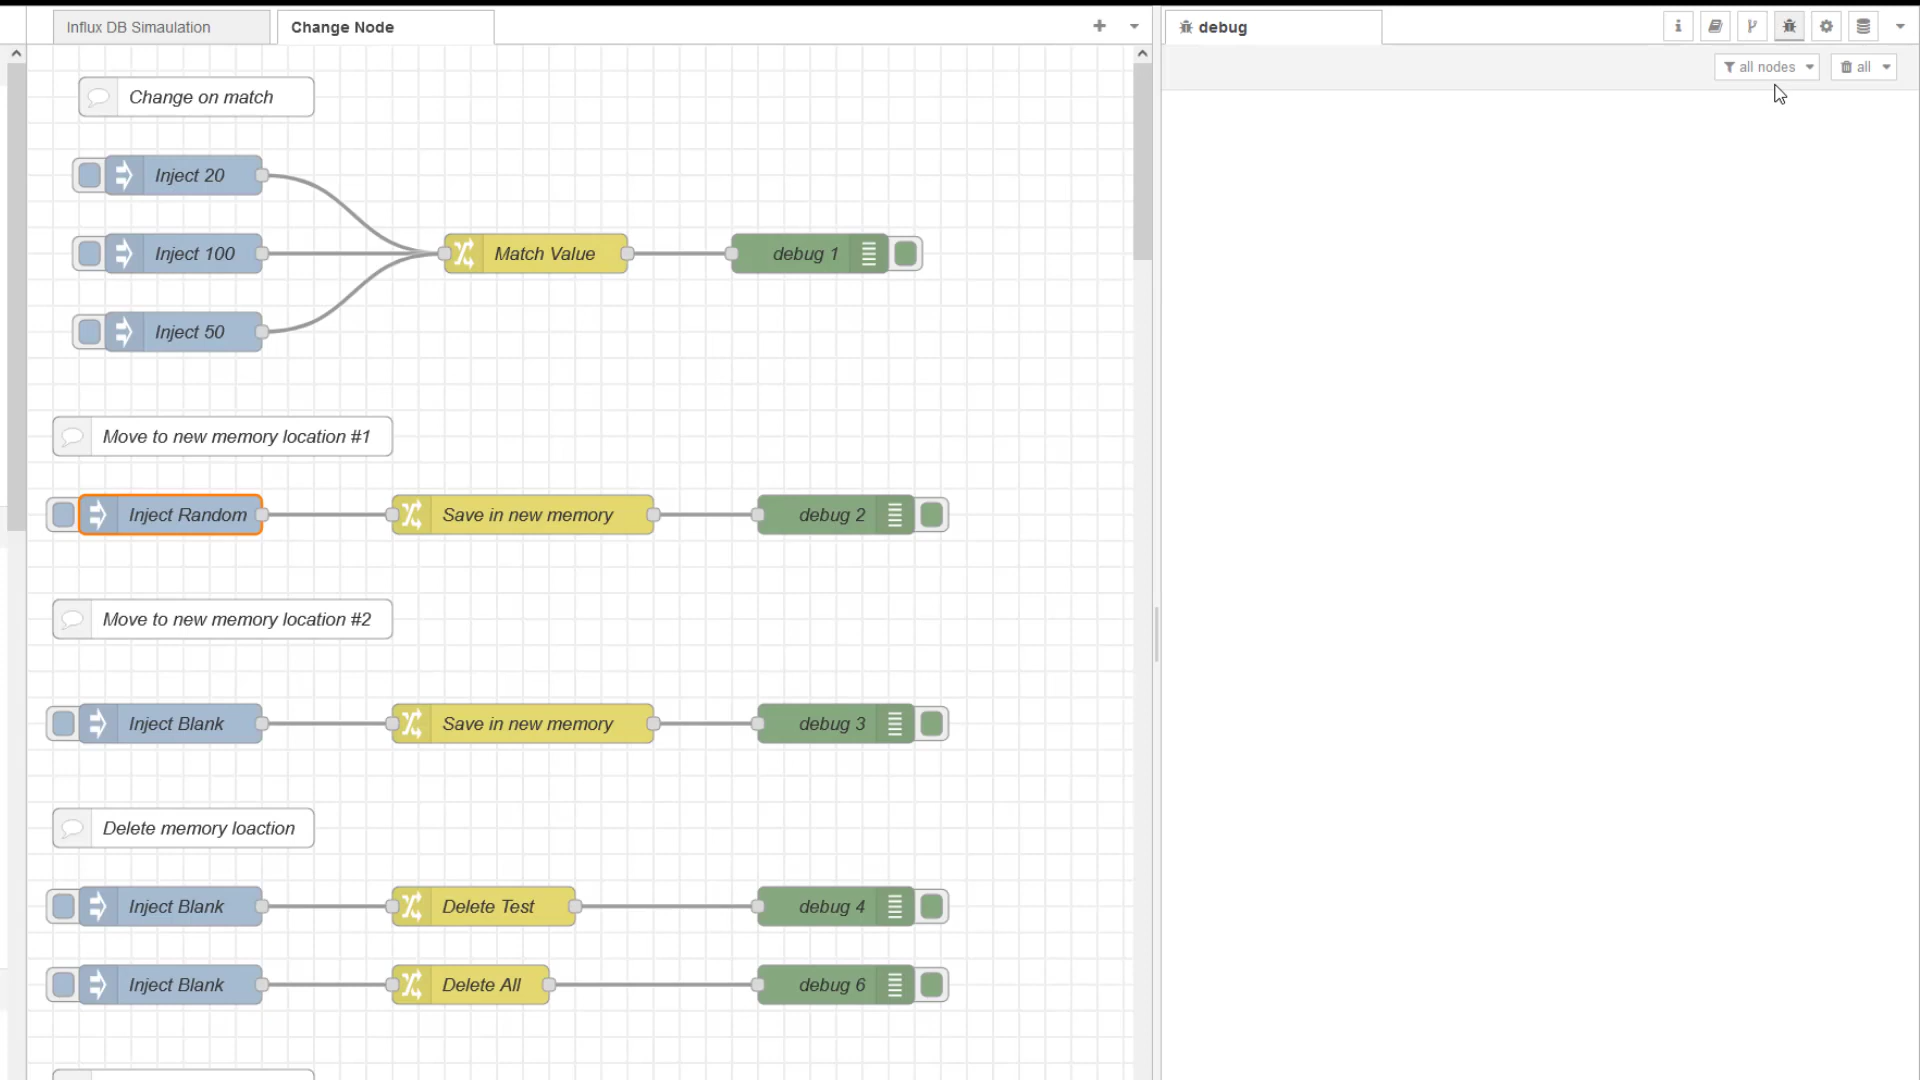 Influx DB Simaulation
Change Node
debug
all nodes
all
Change on match
Inject 20
Inject 100
Match Value
debug 1
Inject 50
Move to new memory location #1
Inject Random
Save in new memory
debug 2
Move to new memory location #2
Inject Blank
Save in new memory
debug 3
Delete memory loaction
Inject Blank
Delete Test
debug 4
Inject Blank
Delete All
debug 6